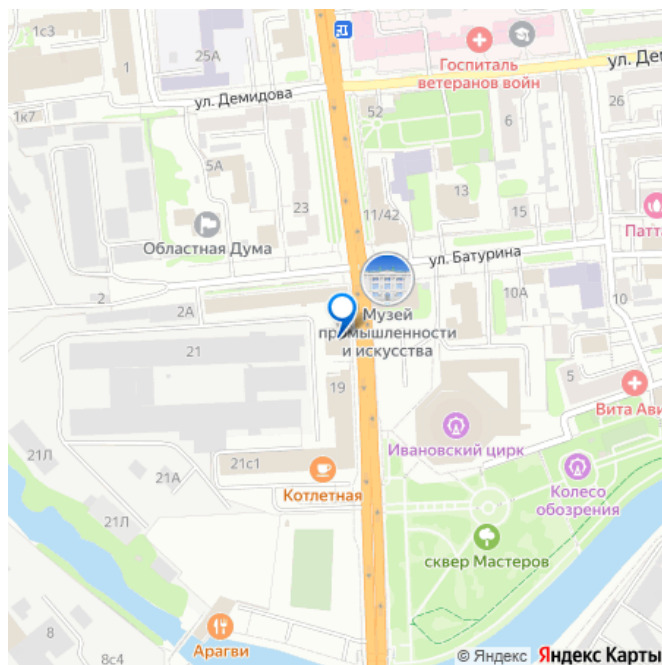 1с3
1
25А
Госпиталь
ветеранов войн
ул. Де
ул. Демидова
1к7
52
6
26
5А
13
23
11/42
15
Областная Дума
Патта
ул. Батурина
2
2А
10А
10
Музей
промышленности
и искусства
21
19
5
Вита Ави
Ивановский цирк
21Л
21А
21с1
Котлетная
Колесо
обозрения
21Л
сквер Мастеров
8
8с4
Арагви
© Яндекс Яндекс Карты